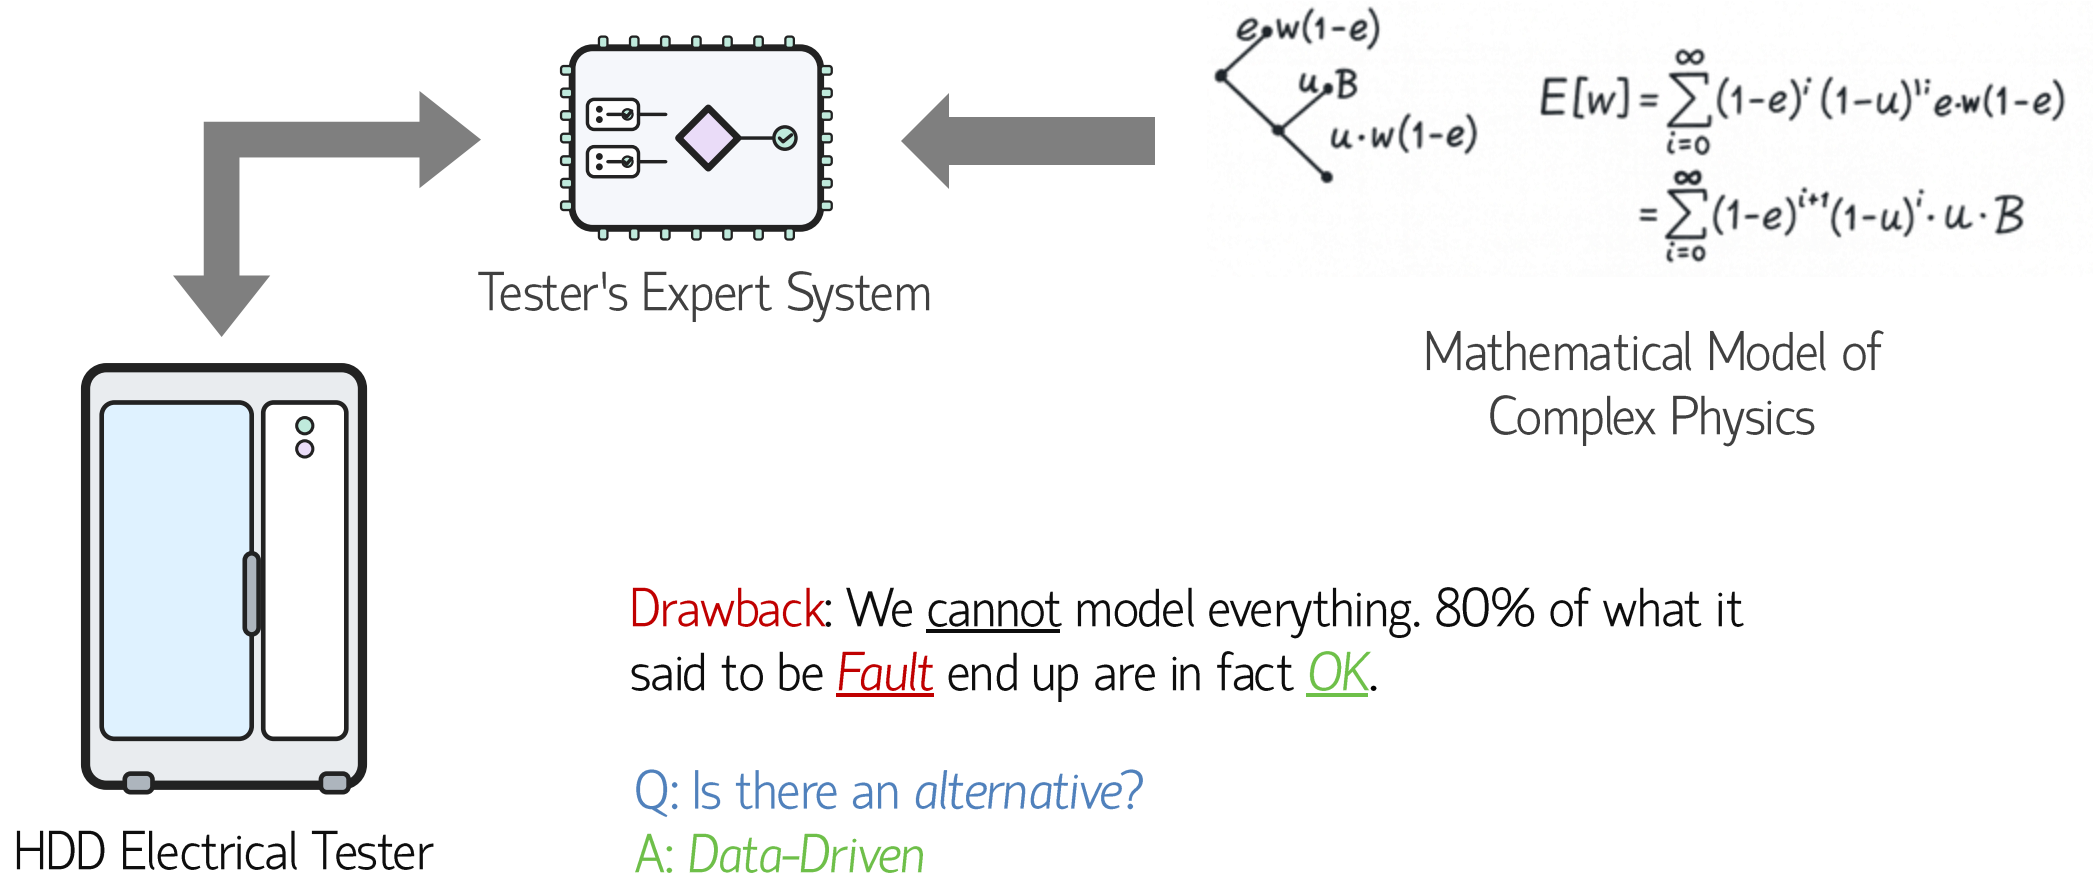 e·w(1-e)
u·B
u·w(1-e)
E[w] = ∞∑i=0 (1-e)^i (1-u)^1i e·w(1-e)
= ∞∑i=0 (1-e)^i+1 (1-u)^i · u · B
Tester's Expert System
Mathematical Model of
Complex Physics
Drawback: We cannot model everything. 80% of what it
said to be Fault end up are in fact OK.
Q: Is there an alternative?
A: Data-Driven
HDD Electrical Tester